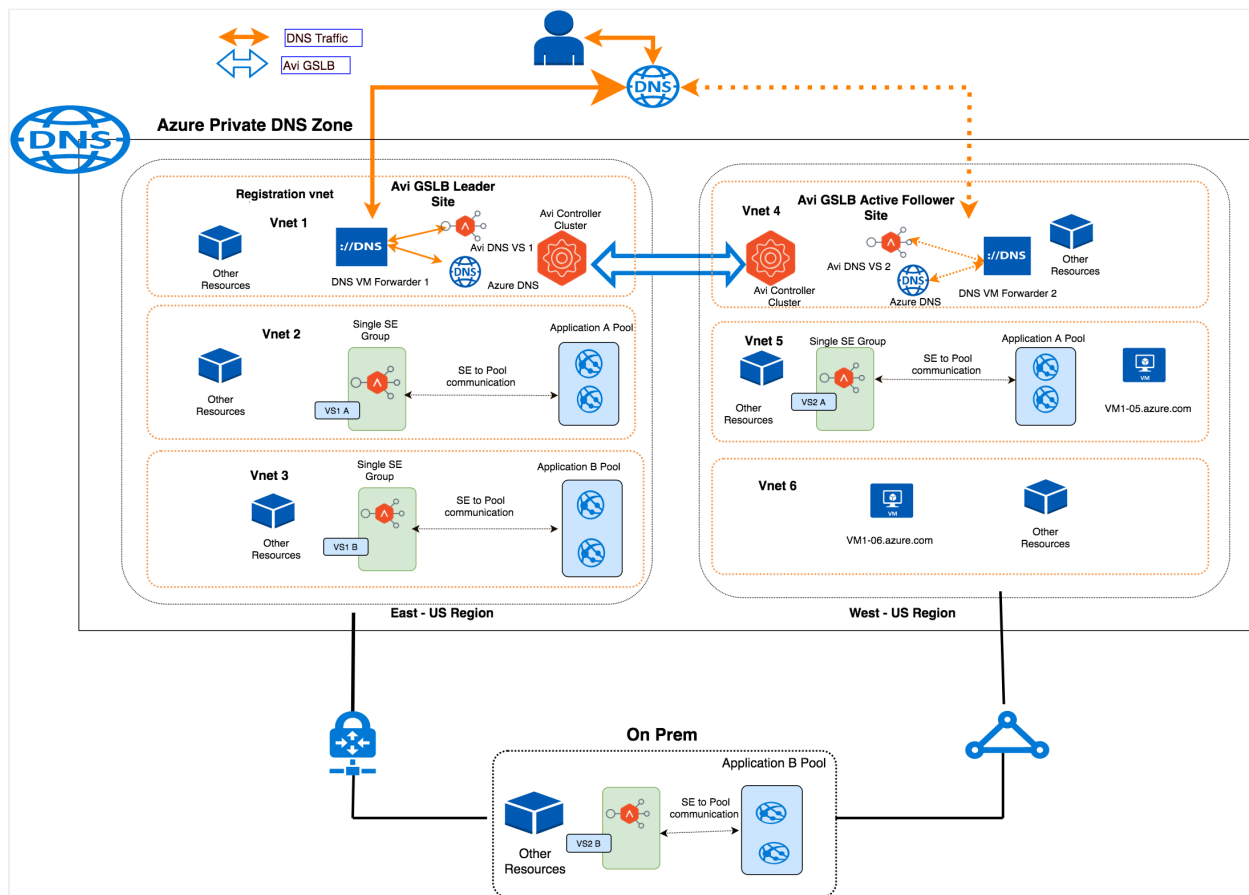 DNS Traffic
Avi GSLB
DNS
DNS
Azure Private DNS Zone
Registration vnet
Vnet 1
Avi GSLB Leader
Site
Other
Resources
://DNS
DNS VM Forwarder 1
Avi DNS VS 1
DNS
Azure DNS
Avi Controller
Cluster
Vnet 4
Avi GSLB Active Follower
Site
Avi Controller
Cluster
Avi DNS VS 2
DNS
Azure DNS
://DNS
DNS VM Forwarder 2
Other
Resources
Vnet 2
Other
Resources
Single SE
Group
VS1 A
SE to Pool
communication
Application A Pool
Vnet 5
Other
Resources
Single SE Group
VS2 A
SE to Pool
communication
Application A Pool
VM
VM1-05.azure.com
Vnet 3
Other
Resources
Single SE
Group
VS1 B
SE to Pool
communication
Application B Pool
Vnet 6
VM
VM1-06.azure.com
Other
Resources
East - US Region
West - US Region
On Prem
Other
Resources
VS2 B
SE to Pool
communication
Application B Pool